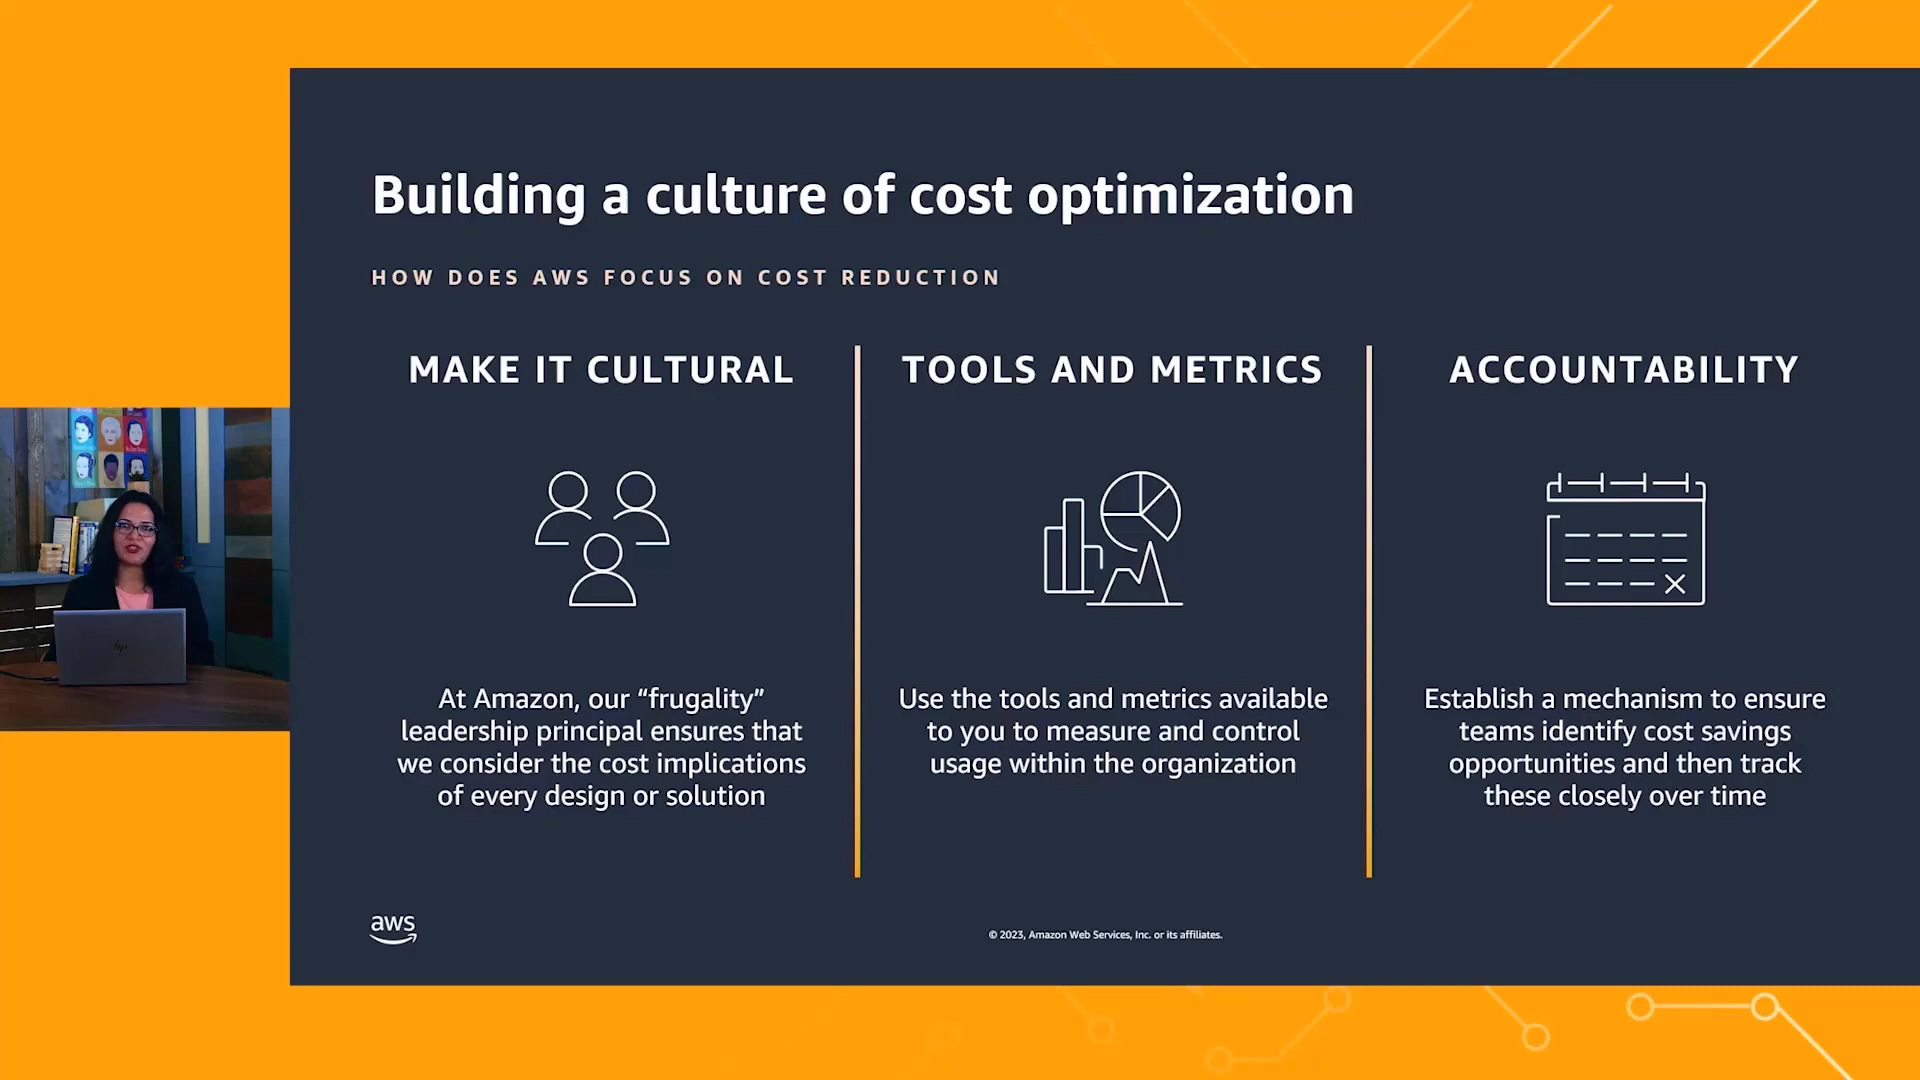 Building a culture of cost optimization
HOW DOES AWS FOCUS ON COST REDUCTION
MAKE IT CULTURAL
At Amazon, our “frugality”
leadership principal ensures that
we consider the cost implications
of every design or solution
TOOLS AND METRICS
Use the tools and metrics available
to you to measure and control
usage within the organization
ACCOUNTABILITY
Establish a mechanism to ensure
teams identify cost savings
opportunities and then track
these closely over time
aws
© 2023, Amazon Web Services, Inc. or its affiliates.
hp